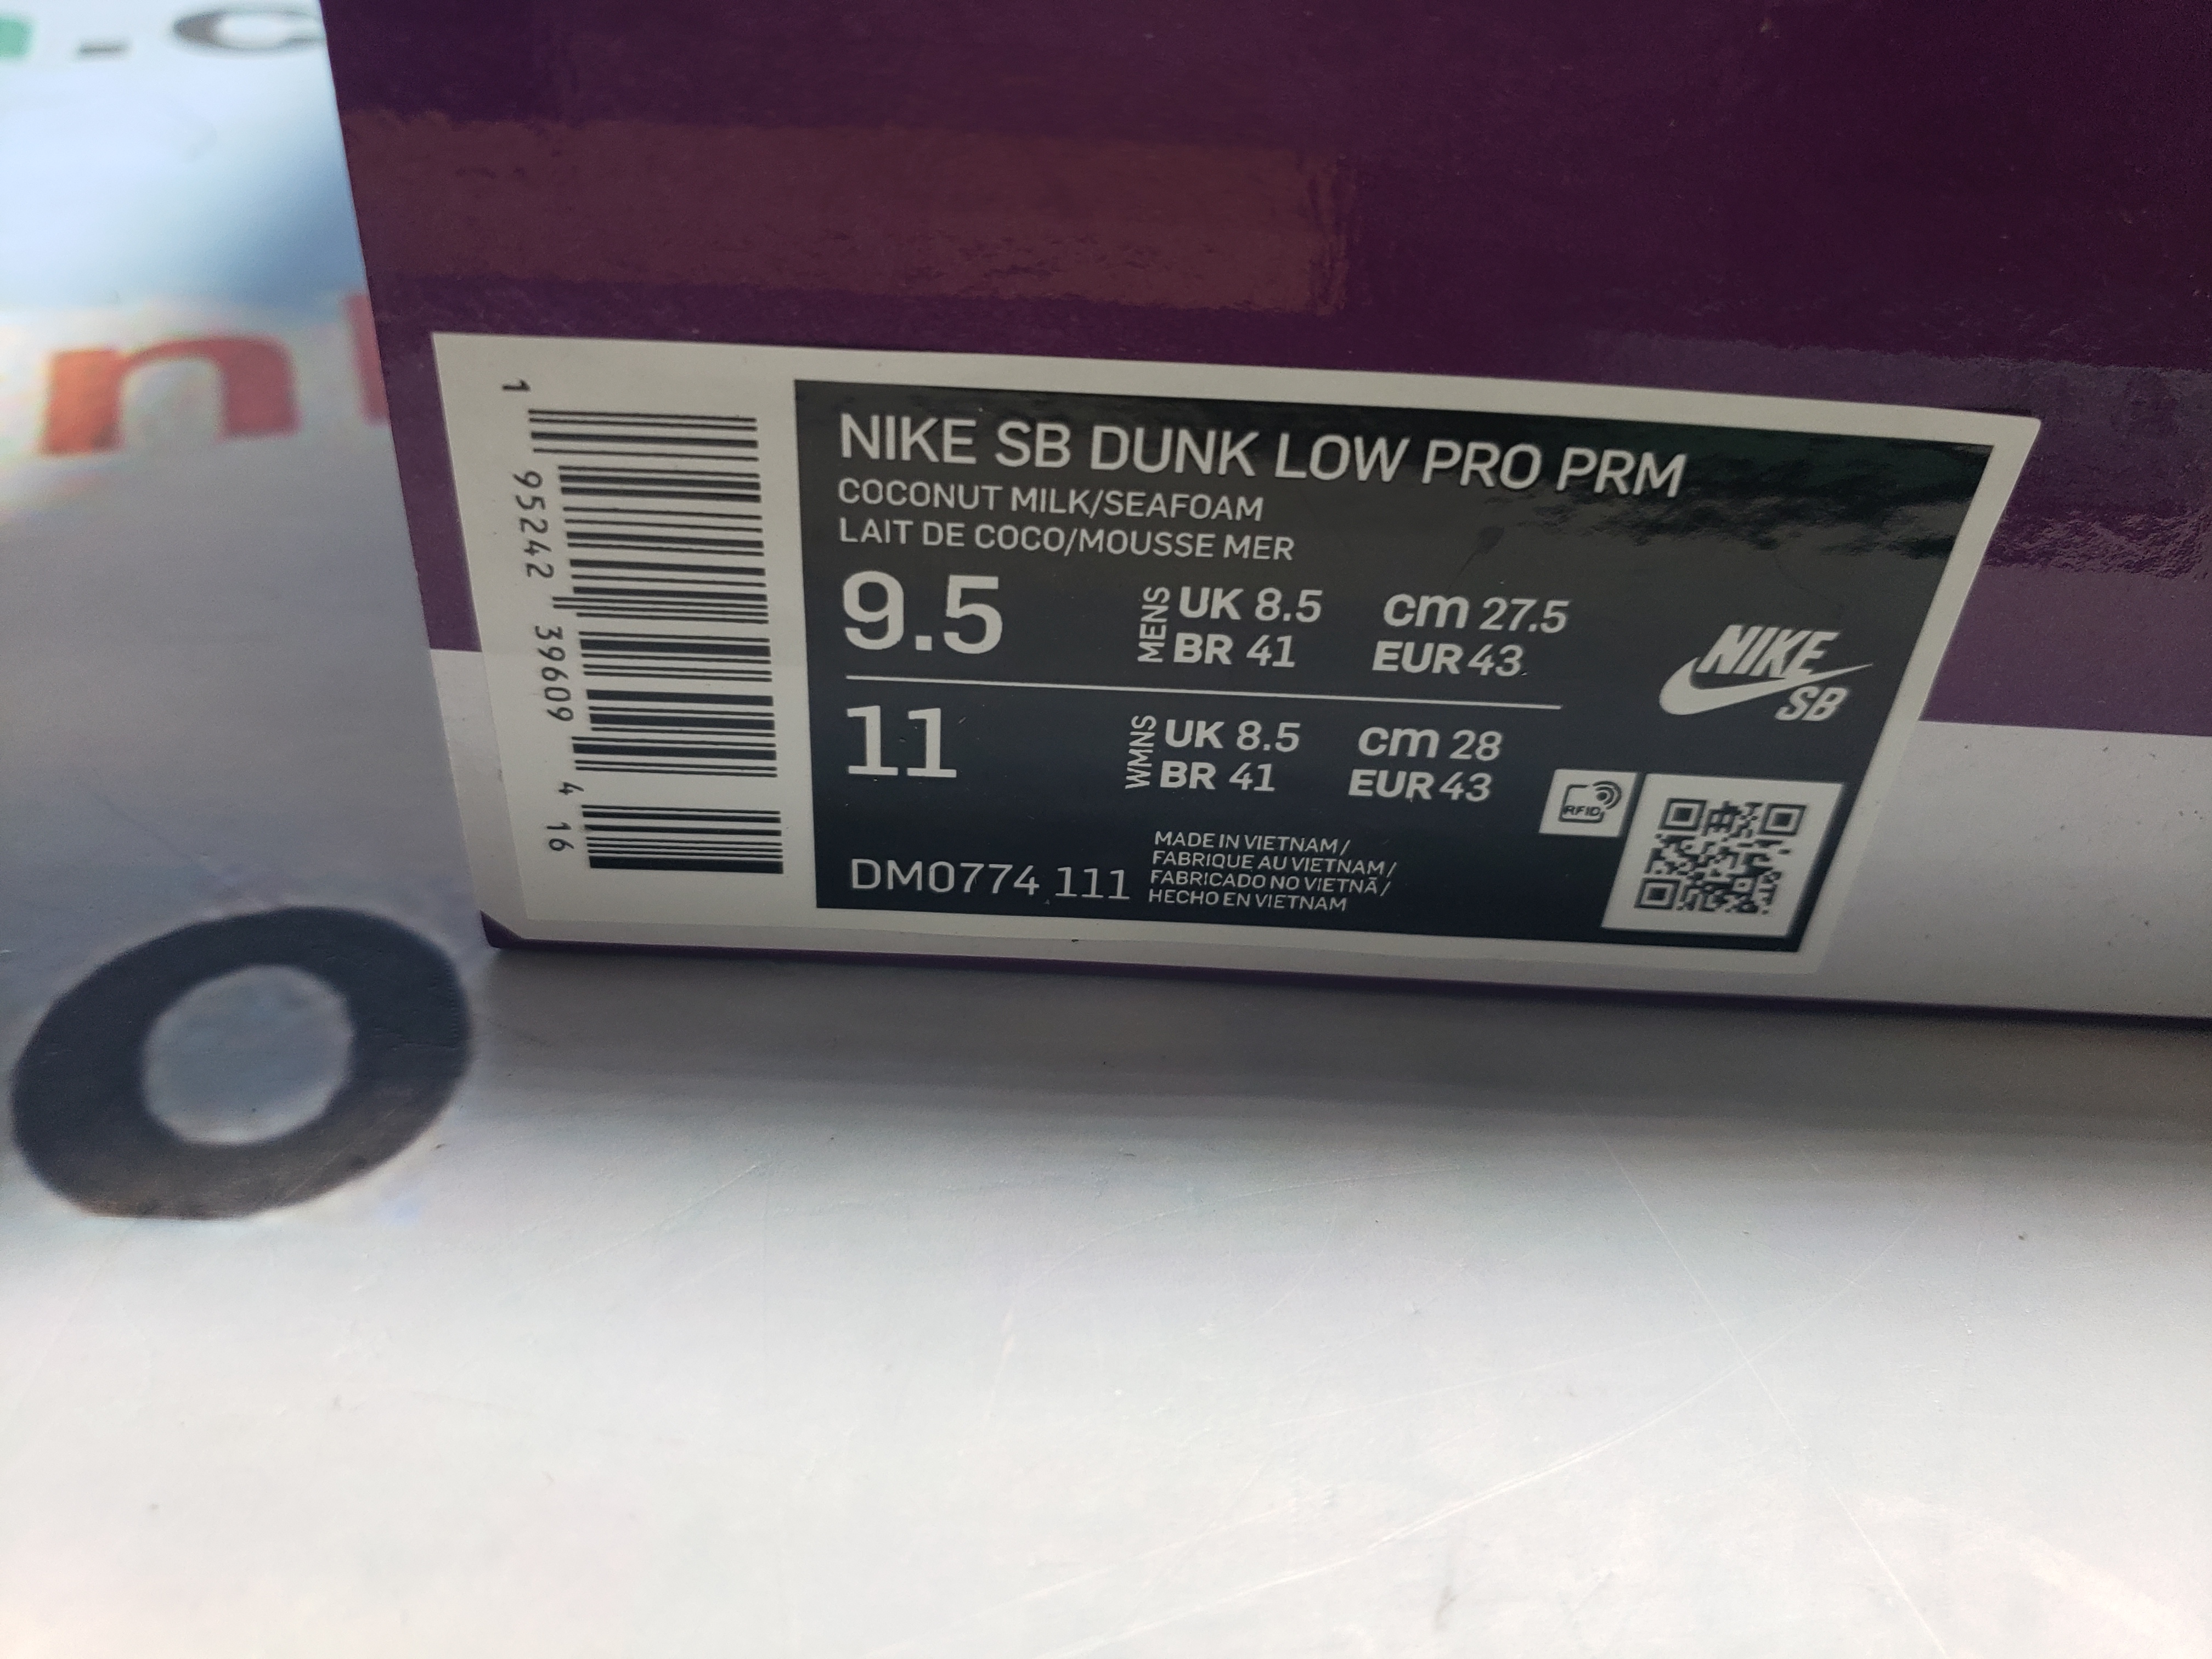 .c
n
O
1 95242 39609 4 16
NIKE SB DUNK LOW PRO PRM
COCONUT MILK/SEAFOAM
LAIT DE COCO/MOUSSE MER
9.5 MENS UK 8.5 cm 27.5
BR 41 EUR 43
11 WMNS UK 8.5 cm 28
BR 41 EUR 43
NIKE
SB
RFID
DM0774 111
MADE IN VIETNAM/
FABRIQUE AU VIETNAM/
FABRICADO NO VIETNÃ/
HECHO EN VIETNAM